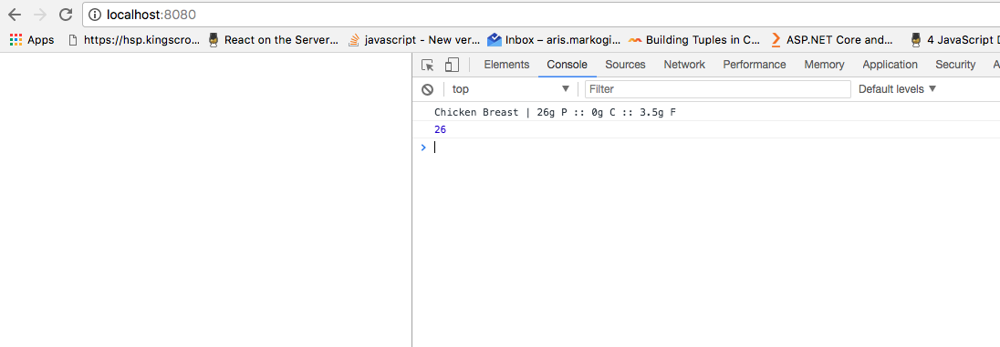 localhost:8080
Apps https://hsp.kingscro... React on the Server... javascript - New ver... Inbox – aris.markogi... Building Tuples in C... ASP.NET Core and... 4 JavaScript D
Elements Console Sources Network Performance Memory Application Security A
top Filter Default levels
Chicken Breast | 26g P :: 0g C :: 3.5g F
26